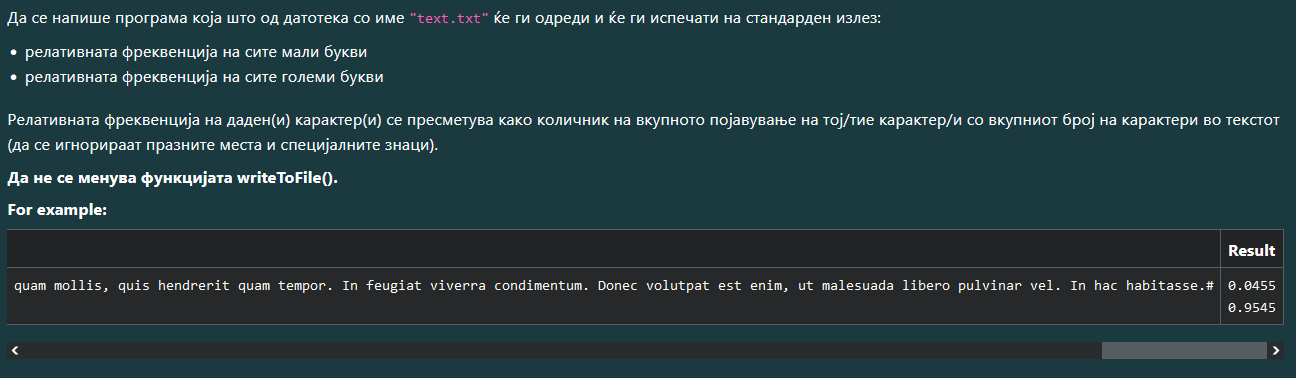 Да се напише програма која што од датотека со име "text.txt" ќе ги одреди и ќе ги испечати на стандарден излез:
• релативната фреквенција на сите мали букви
• релативната фреквенција на сите големи букви
Релативната фреквенција на даден(и) карактер(и) се пресметува како количник на вкупното појавување на тој/тие карактер/и со вкупниот број на карактери во текстот
(да се игнорираат празните места и специјалните знаци).
Да не се менува функцијата writeToFile().
For example:
Result
quam mollis, quis hendrerit quam tempor. In feugiat viverra condimentum. Donec volutpat est enim, ut malesuada libero pulvinar vel. In hac habitasse.# 0.0455
0.9545